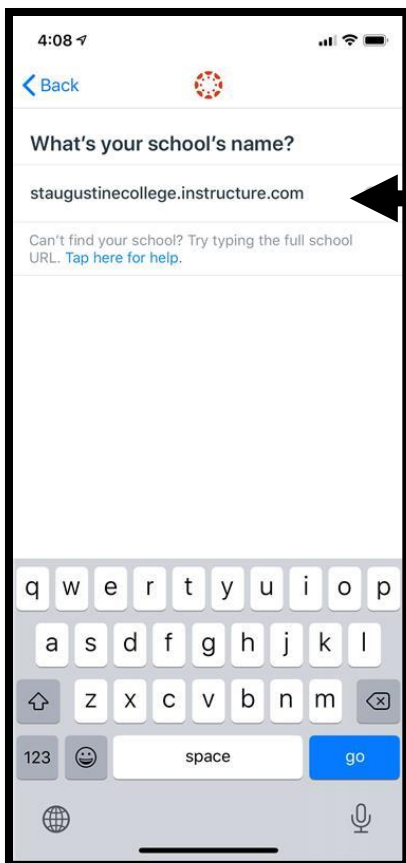 4:08
Back
What's your school's name?
staugustinecollege.instructure.com
Can't find your school? Try typing the full school
URL. Tap here for help.
q w e r t y u i o p
a s d f g h j k l
z x c v b n m
123 space go